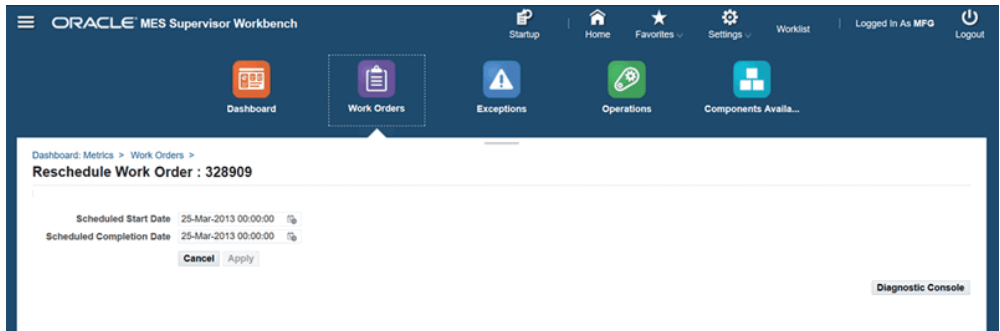 ORACLE MES Supervisor Workbench
Startup
Home
Favorites
Settings
Worklist
Logged In As MFG
Logout
Dashboard
Work Orders
Exceptions
Operations
Components Availa...
Dashboard: Metrics > Work Orders >
Reschedule Work Order : 328909
Scheduled Start Date 25-Mar-2013 00:00:00
Scheduled Completion Date 25-Mar-2013 00:00:00
Cancel Apply
Diagnostic Console